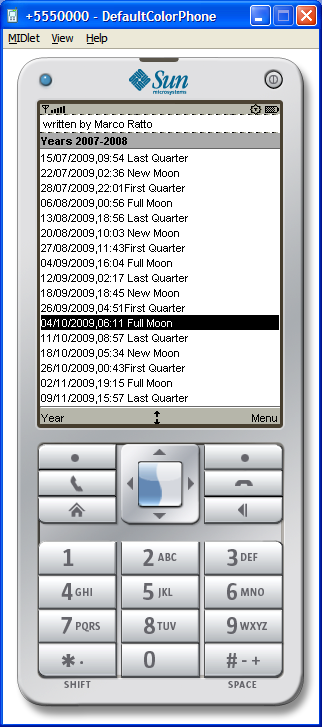 +5550000 - DefaultColorPhone
MIDlet View Help
Sun
microsystems
written by Marco Ratto
Years 2007-2008
15/07/2009,09:54 Last Quarter
22/07/2009,02:36 New Moon
28/07/2009,22:01First Quarter
06/08/2009,00:56 Full Moon
13/08/2009,18:56 Last Quarter
20/08/2009,10:03 New Moon
27/08/2009,11:43First Quarter
04/09/2009,16:04 Full Moon
12/09/2009,02:17 Last Quarter
18/09/2009,18:45 New Moon
26/09/2009,04:51First Quarter
04/10/2009,06:11 Full Moon
11/10/2009,08:57 Last Quarter
18/10/2009,05:34 New Moon
26/10/2009,00:43First Quarter
02/11/2009,19:15 Full Moon
09/11/2009,15:57 Last Quarter
Year Menu
1 2 ABC 3 DEF
4 GHI 5 JKL 6 MNO
7 PQRS 8 TUV 9 WXYZ
* . 0 # - +
SHIFT SPACE